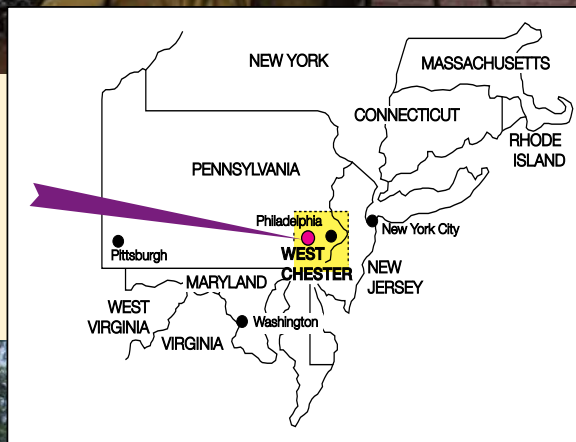 NEW YORK
MASSACHUSETTS
CONNECTICUT
RHODE
ISLAND
PENNSYLVANIA
Philadelphia
New York City
Pittsburgh
WEST
CHESTER
NEW
JERSEY
MARYLAND
WEST
VIRGINIA
Washington
VIRGINIA